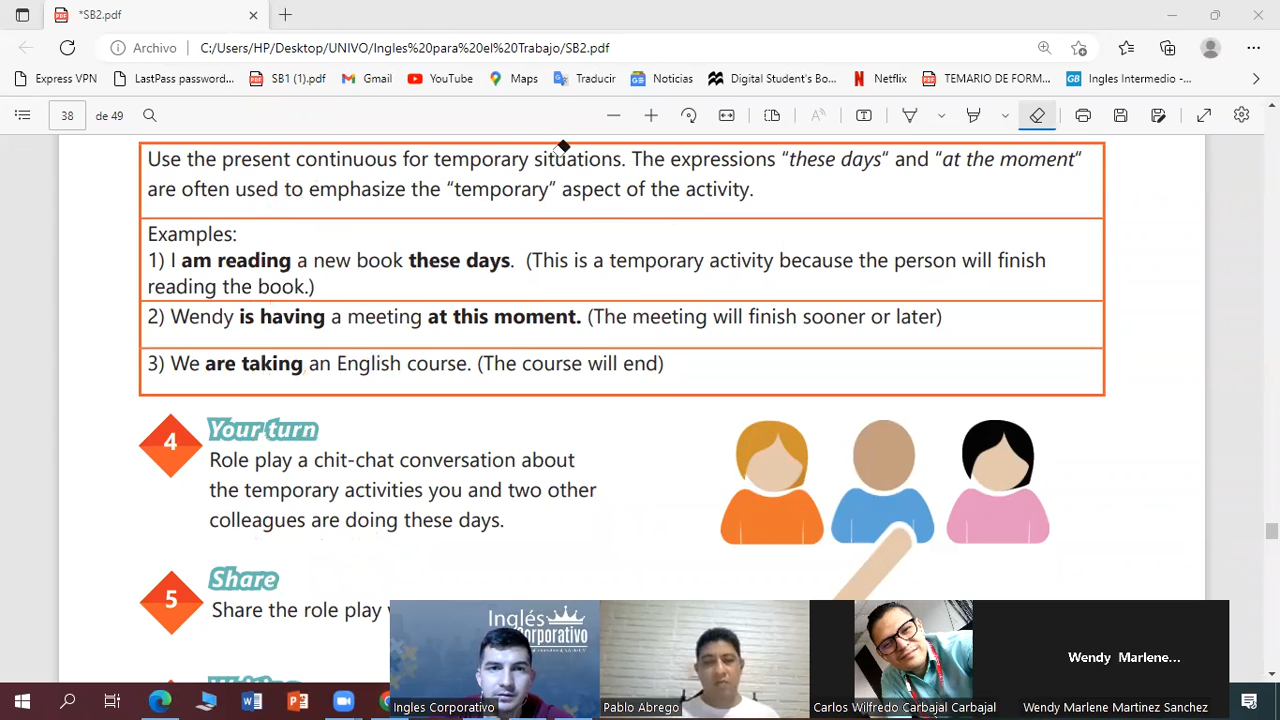 *SB2.pdf
Archivo
C:/Users/HP/Desktop/UNIVO/Ingles%20para%20el%20Trabajo/SB2.pdf
Express VPN
LastPass password...
SB1 (1).pdf
Gmail
YouTube
Maps
Traducir
Noticias
Digital Student's Bo...
Netflix
TEMARIO DE FORM...
Ingles Intermedio -...
38
de 49
Use the present continuous for temporary situations. The expressions “these days“ and “at the moment“
are often used to emphasize the “temporary” aspect of the activity.
Examples:
1) I am reading a new book these days. (This is a temporary activity because the person will finish
reading the book.)
2) Wendy is having a meeting at this moment. (The meeting will finish sooner or later)
3) We are taking an English course. (The course will end)
4
Your turn
Role play a chit-chat conversation about
the temporary activities you and two other
colleagues are doing these days.
5
Share
Share the role play
Inglés
Corporativo
Wendy Marlene...
Ingles Corporativo
Pablo Abrego
Carlos Wilfredo Carbajal Carbajal
Wendy Marlene Martinez Sanchez